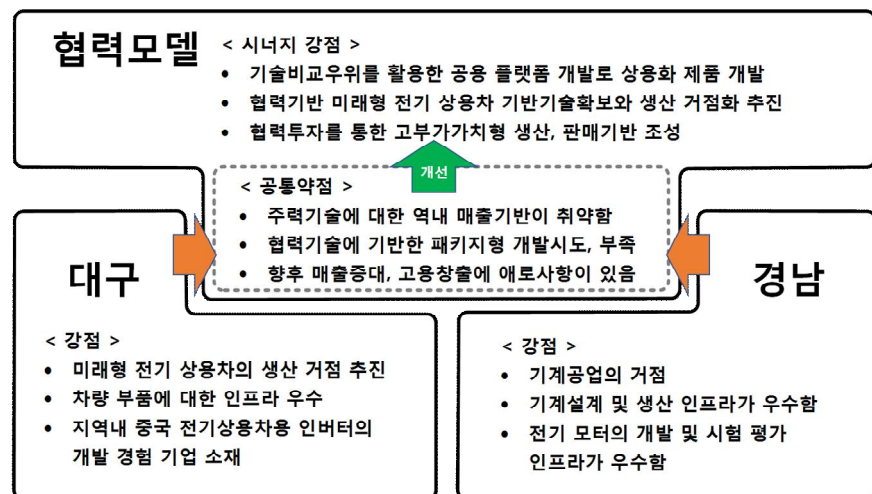 협력모델
< 시너지 강점 >
• 기술비교우위를 활용한 공용 플랫폼 개발로 상용화 제품 개발
• 협력기반 미래형 전기 상용차 기반기술확보와 생산 거점화 추진
• 협력투자를 통한 고부가가치형 생산, 판매기반 조성
개선
< 공통약점 >
• 주력기술에 대한 역내 매출기반이 취약함
• 협력기술에 기반한 패키지형 개발시도, 부족
• 향후 매출증대, 고용창출에 애로사항이 있음
대구
< 강점 >
• 미래형 전기 상용차의 생산 거점 추진
• 차량 부품에 대한 인프라 우수
• 지역내 중국 전기상용차용 인버터의
개발 경험 기업 소재
경남
< 강점 >
• 기계공업의 거점
• 기계설계 및 생산 인프라가 우수함
• 전기 모터의 개발 및 시험 평가
인프라가 우수함